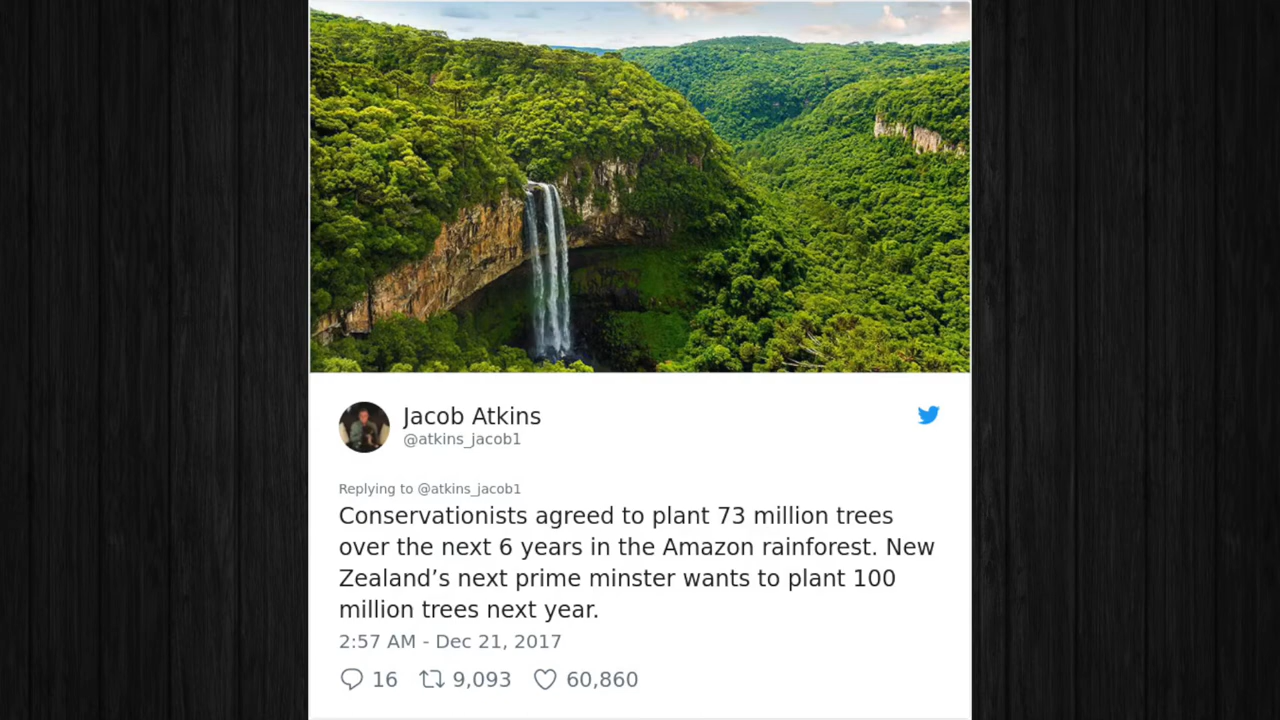 Jacob Atkins
@atkins_jacob1
Replying to @atkins_jacob1
Conservationists agreed to plant 73 million trees
over the next 6 years in the Amazon rainforest. New
Zealand’s next prime minster wants to plant 100
million trees next year.
2:57 AM - Dec 21, 2017
16 9,093 60,860